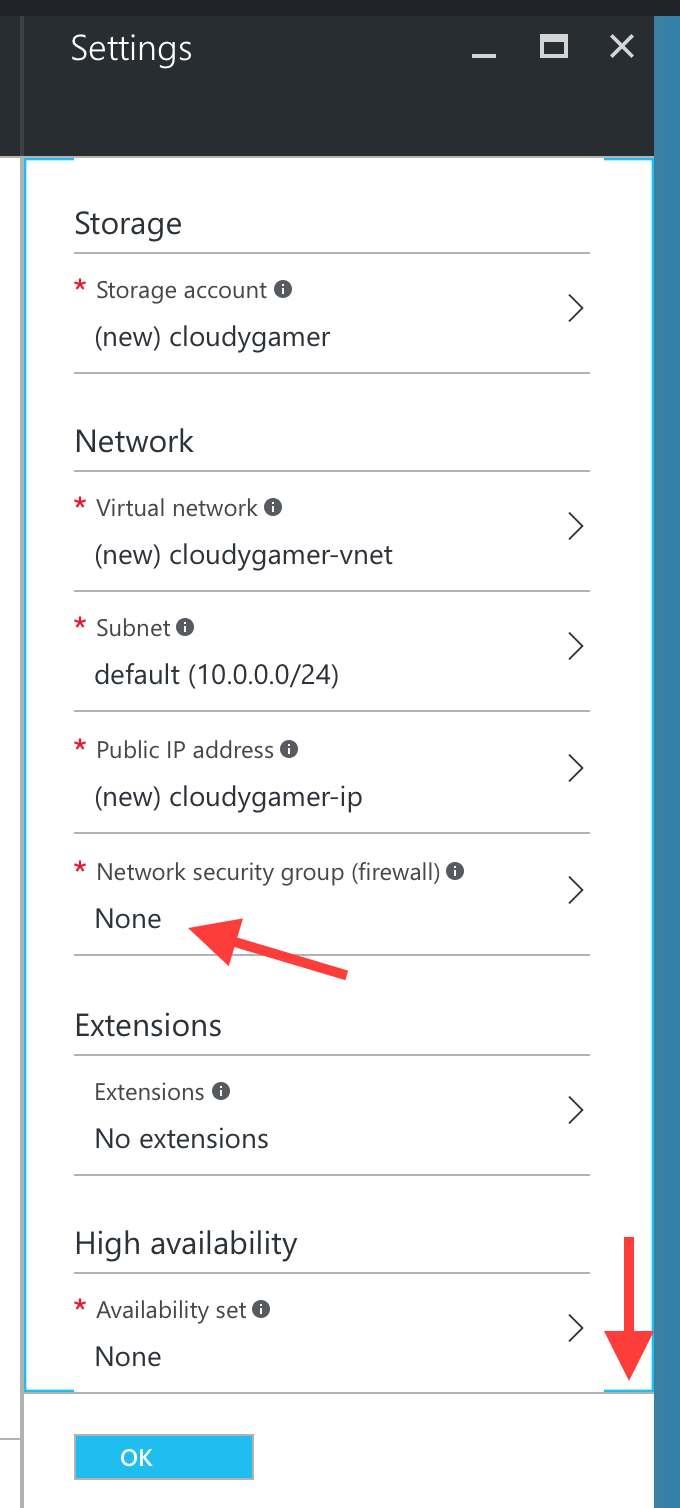 Settings
Storage
* Storage account
(new) cloudygamer
Network
* Virtual network
(new) cloudygamer-vnet
* Subnet
default (10.0.0.0/24)
* Public IP address
(new) cloudygamer-ip
* Network security group (firewall)
None
Extensions
Extensions
No extensions
High availability
* Availability set
None
OK